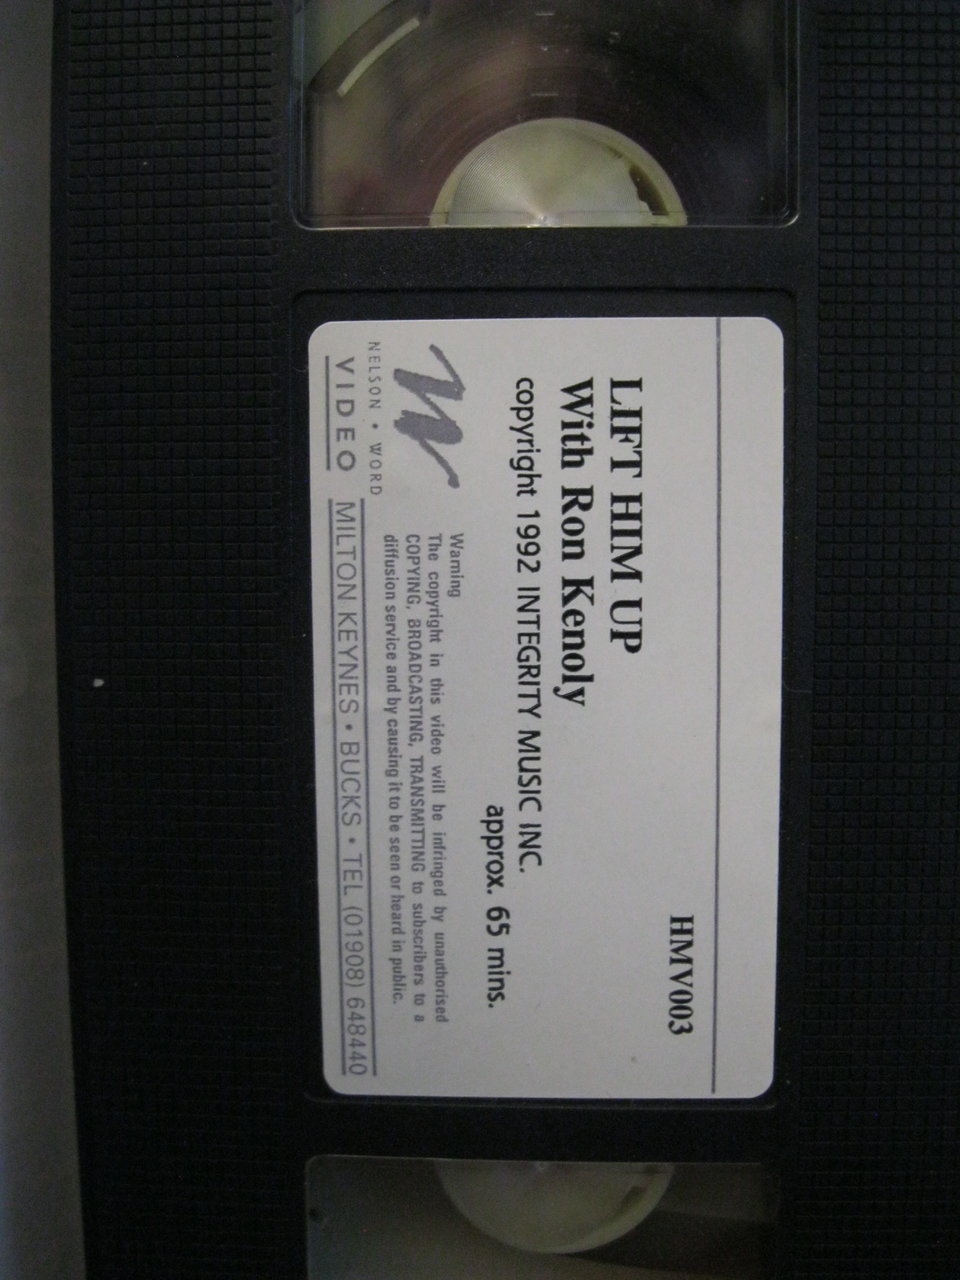 HMV003
LIFT HIM UP
With Ron Kenoly
copyright 1992 INTEGRITY MUSIC INC.
approx. 65 mins.
Warning
The copyright in this video will be infringed by unauthorised
COPYING, BROADCASTING, TRANSMITTING to subscribers to a
diffusion service and by causing it to be seen or heard in public.
NELSON • WORD
VIDEO
MILTON KEYNES • BUCKS • TEL (01908) 648440